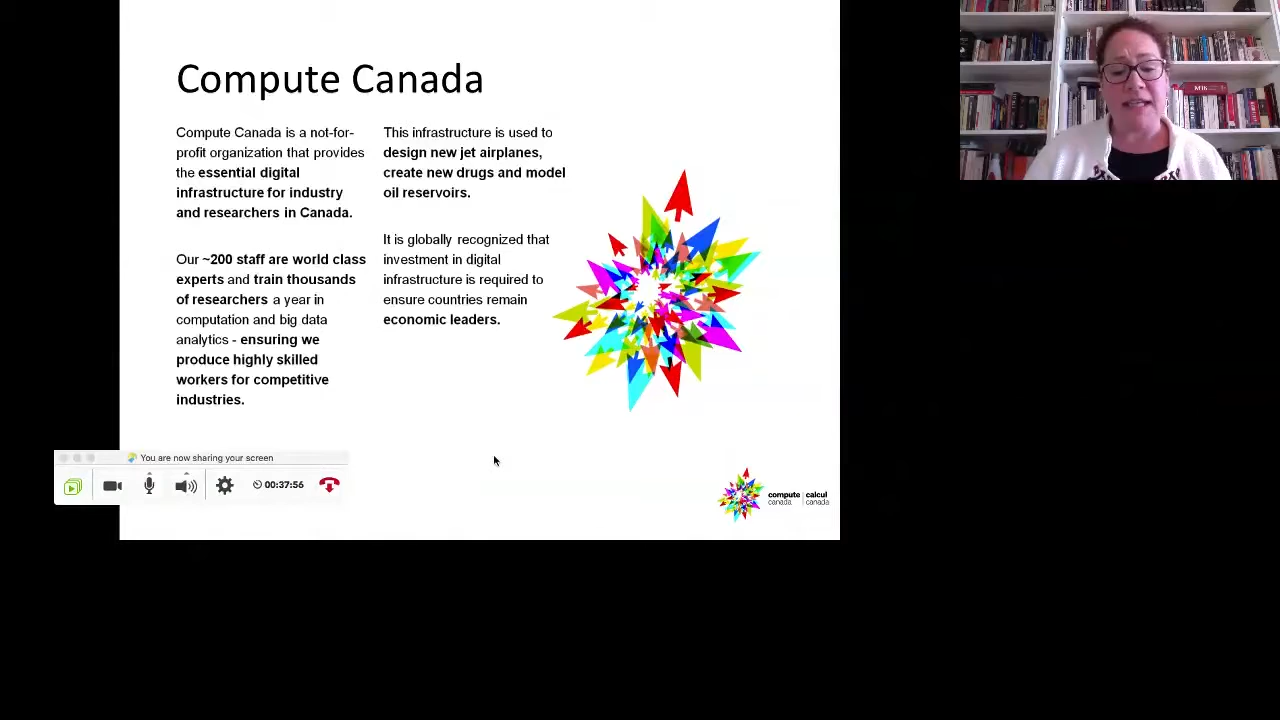 Compute Canada
Compute Canada is a not-for-
profit organization that provides
the essential digital
infrastructure for industry
and researchers in Canada.
Our ~200 staff are world class
experts and train thousands
of researchers a year in
computation and big data
analytics - ensuring we
produce highly skilled
workers for competitive
industries.
This infrastructure is used to
design new jet airplanes,
create new drugs and model
oil reservoirs.
It is globally recognized that
investment in digital
infrastructure is required to
ensure countries remain
economic leaders.
You are now sharing your screen
00:37:56
compute | calcul
canada | canada